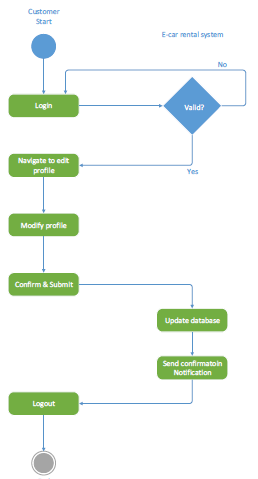 Customer
Start
E-car rental system
No
Login
Valid?
Navigate to edit
profile
Yes
Modify profile
Confirm & Submit
Update database
Send confirmatoin
Notification
Logout